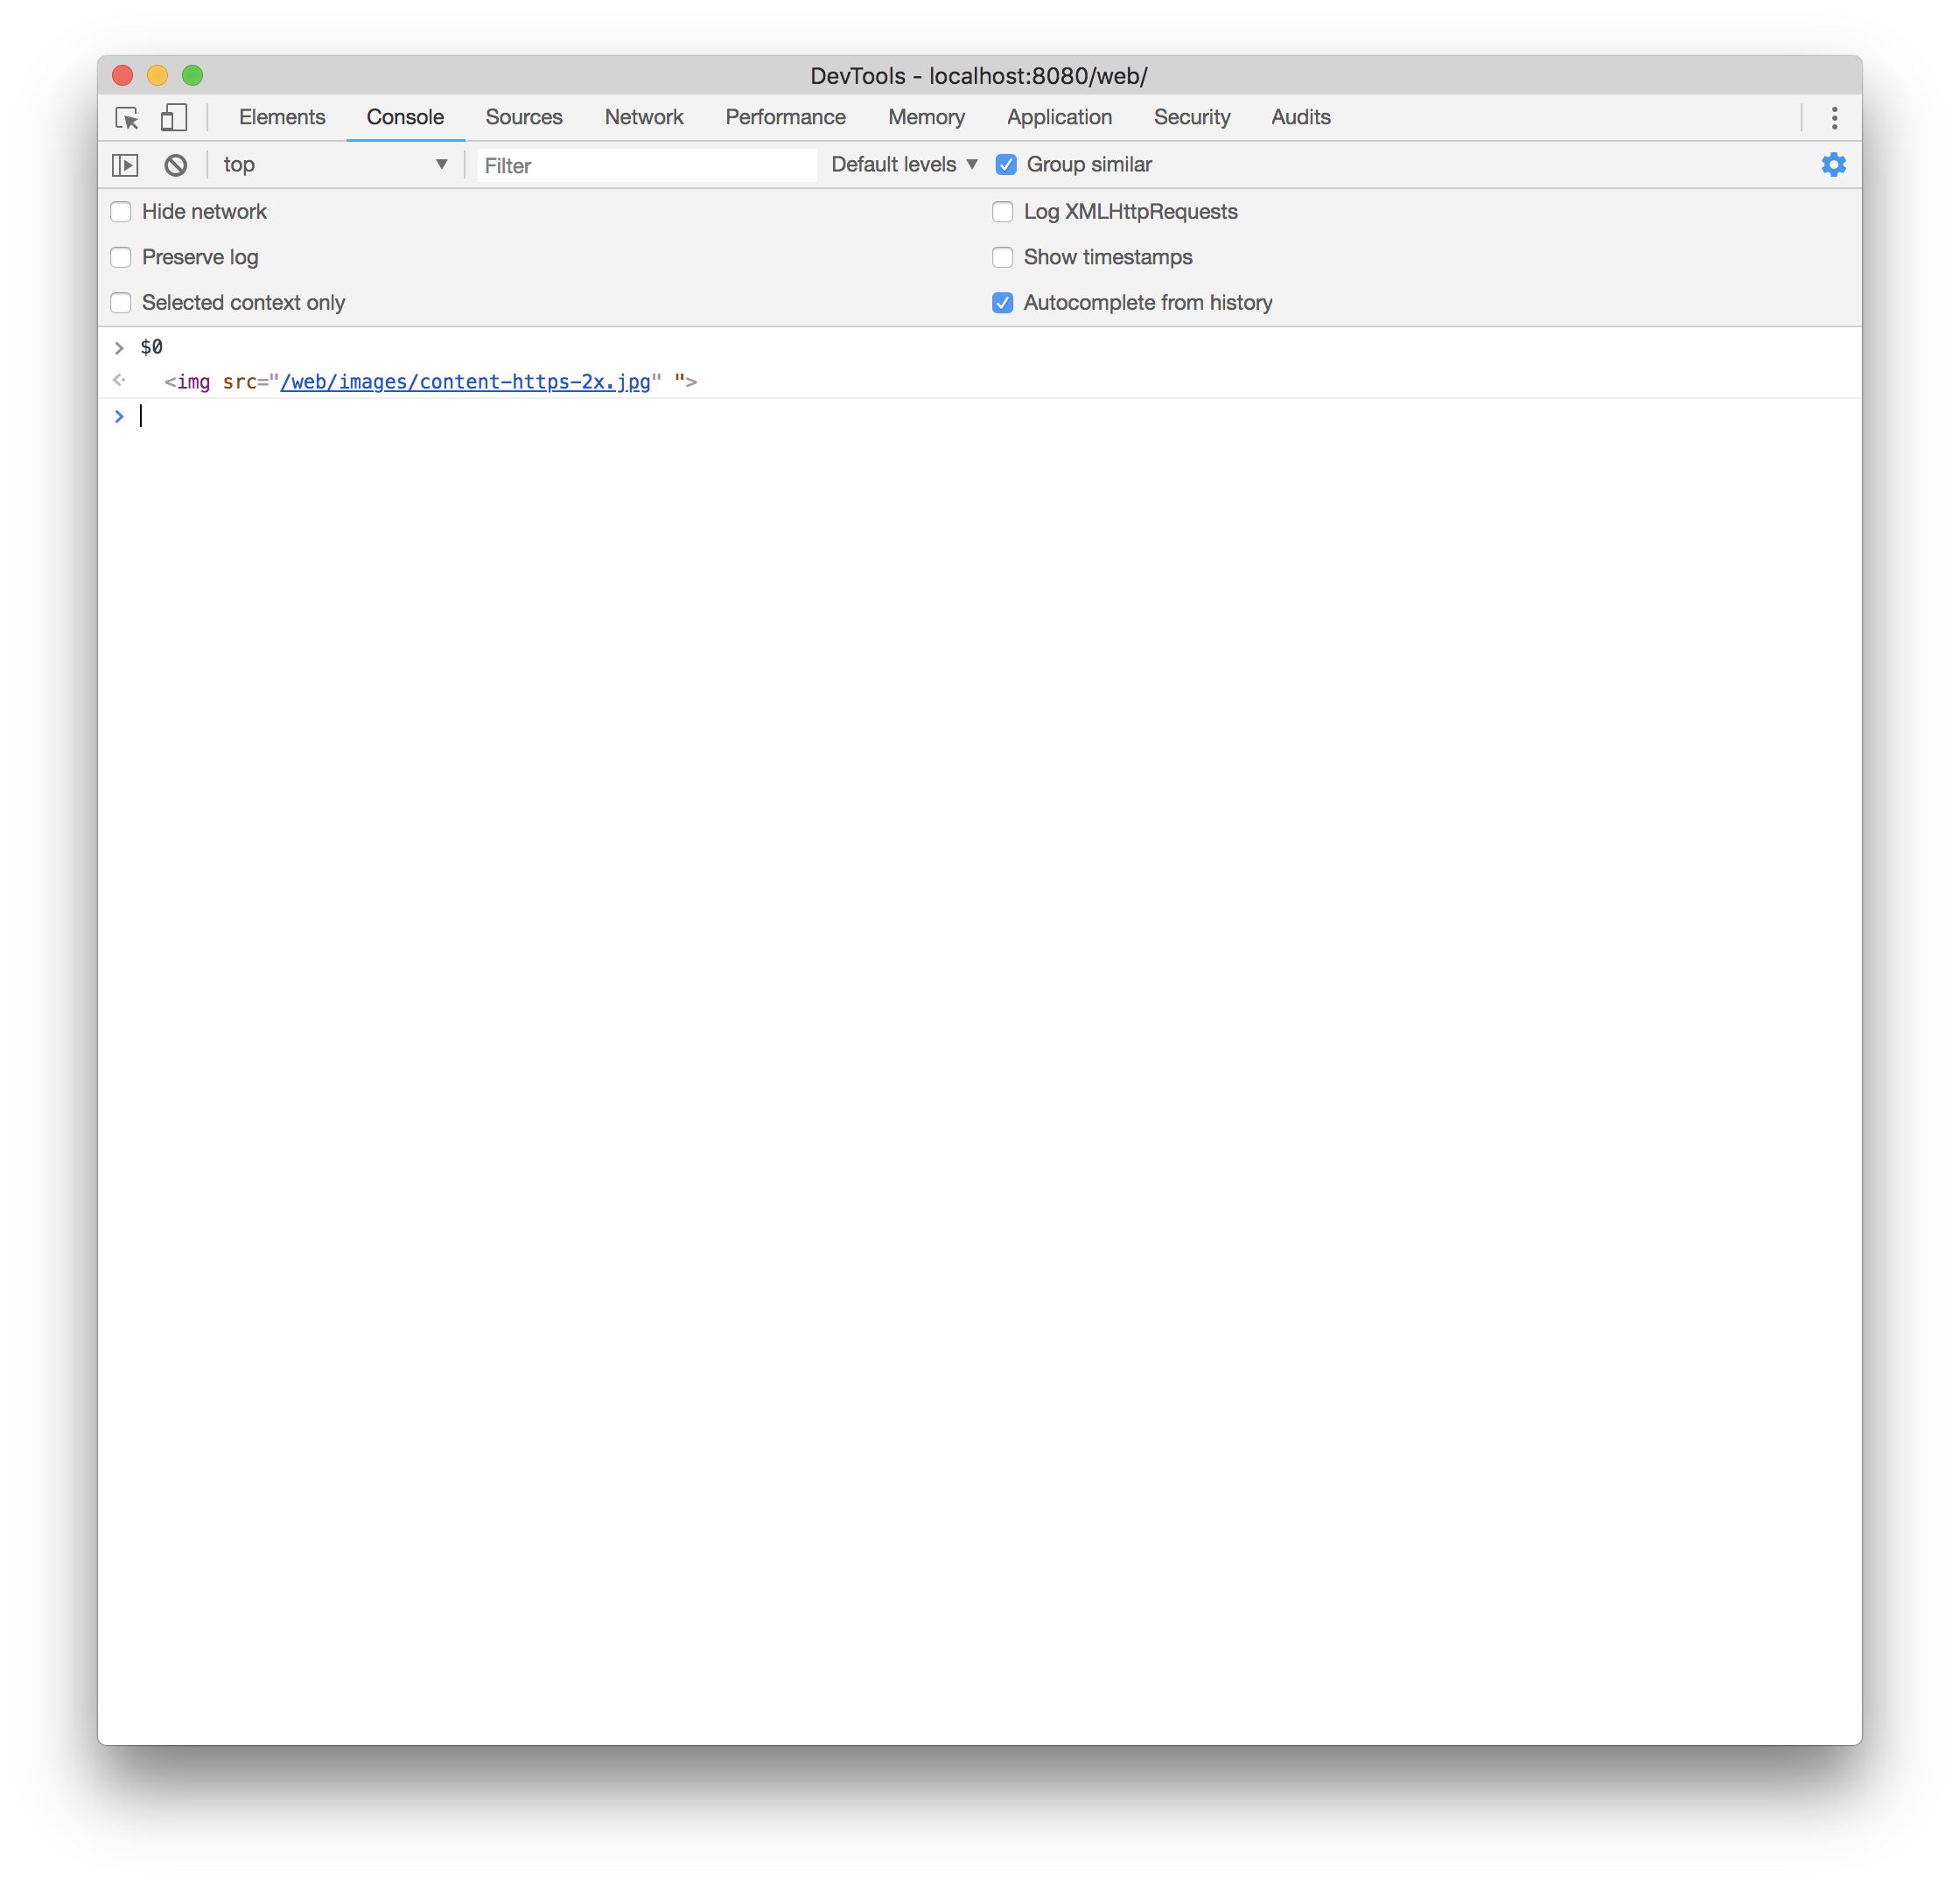 DevTools - localhost:8080/web/
Elements Console Sources Network Performance Memory Application Security Audits
top ▼ Filter Default levels ▼ Group similar
Hide network Log XMLHttpRequests
Preserve log Show timestamps
Selected context only Autocomplete from history
> $0
<img src="/web/images/content-https-2x.jpg" ">
>